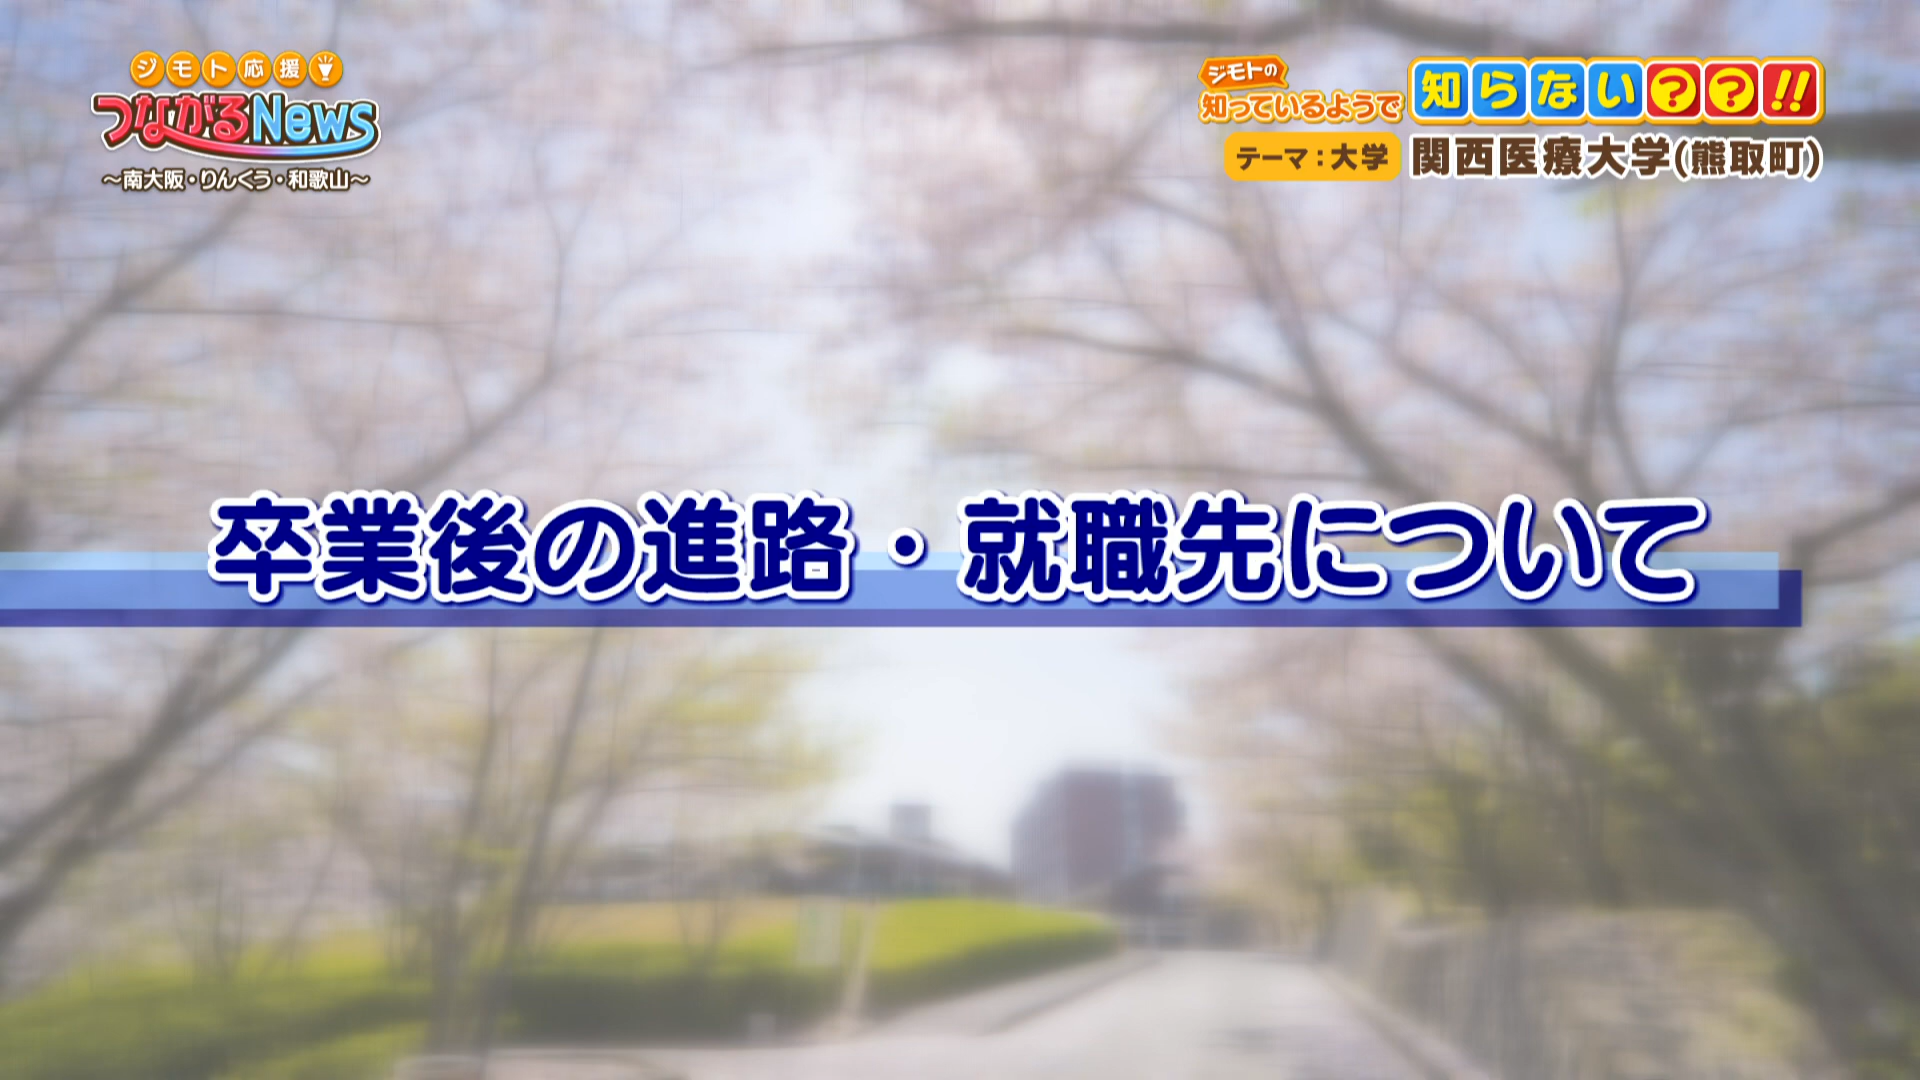 ジモト応援
つながるNews
～南大阪・りんくう・和歌山～
ジモトの
知っているようで
知らない??!!
テーマ：大学
関西医療大学(熊取町)
卒業後の進路・就職先について